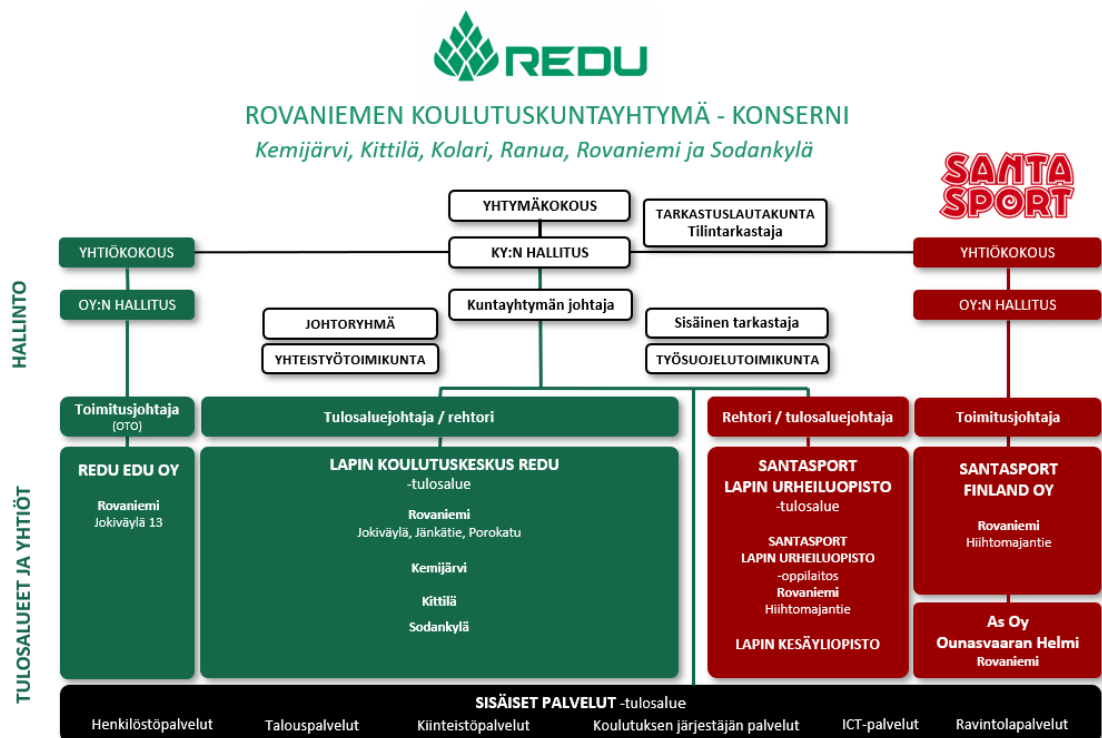 REDU
ROVANIEMEN KOULUTUSKUNTAYHTYMÄ - KONSERNI
Kemijärvi, Kittilä, Kolari, Ranua, Rovaniemi ja Sodankylä
SANTA
SPORT
YHTYMÄKOKOUS
TARKASTUSLAUTAKUNTA
Tilintarkastaja
YHTIÖKOKOUS
KY:N HALLITUS
YHTIÖKOKOUS
HALLINTO
OY:N HALLITUS
Kuntayhtymän johtaja
OY:N HALLITUS
JOHTORYHMÄ
Sisäinen tarkastaja
YHTEISTYÖTOIMIKUNTA
TYÖSUOJELUTOIMIKUNTA
Toimitusjohtaja
(OTO)
Tulosaluejohtaja / rehtori
Rehtori / tulosaluejohtaja
Toimitusjohtaja
TULOSALUEET JA YHTIÖT
REDU EDU OY
Rovaniemi
Jokiväylä 13
LAPIN KOULUTUSKESKUS REDU
-tulosalue
Rovaniemi
Jokiväylä, Jänkätie, Porokatu
Kemijärvi
Kittilä
Sodankylä
SANTASPORT
LAPIN URHEILUOPISTO
-tulosalue
SANTASPORT
LAPIN URHEILUOPISTO
-oppilaitos
Rovaniemi
Hiihtomajantie
LAPIN KESÄYLIOPISTO
SANTASPORT
FINLAND OY
Rovaniemi
Hiihtomajantie
As Oy
Ounasvaaran Helmi
Rovaniemi
SISÄISET PALVELUT -tulosalue
Henkilöstöpalvelut
Talouspalvelut
Kiinteistöpalvelut
Koulutuksen järjestäjän palvelut
ICT-palvelut
Ravintolapalvelut